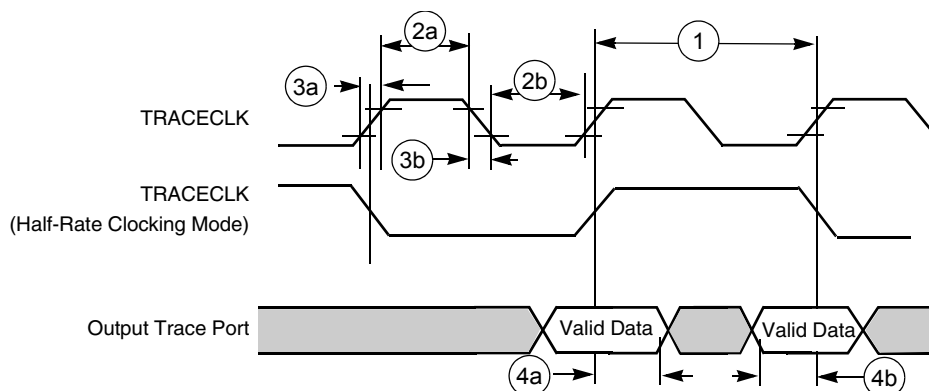 2a
1
3a
2b
TRACECLK
3b
TRACECLK
(Half-Rate Clocking Mode)
Output Trace Port
Valid Data
Valid Data
4a
4b